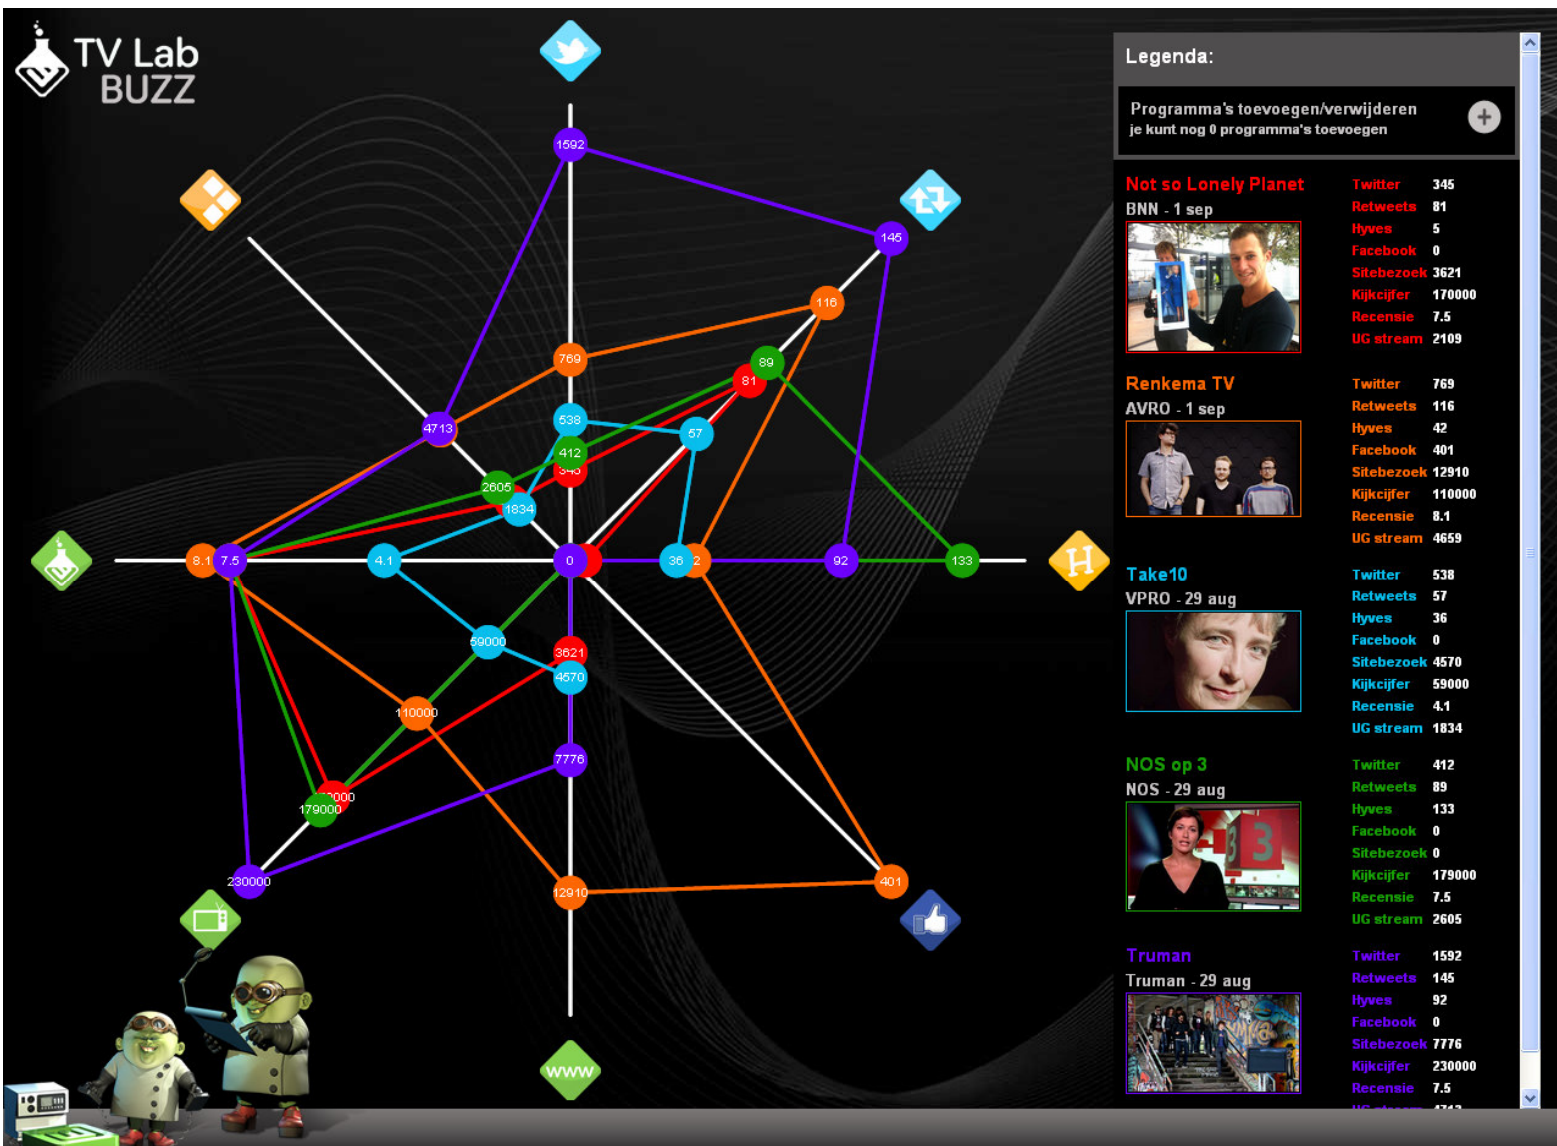 TV Lab
BUZZ
1592
145
116
769
89
81
538
57
412
4713
2605
1834
8.1
7.5
4.1
0
36
92
133
59000
3621
4570
110000
7776
179000
230000
12910
401
H
www
Legenda:
Programma's toevoegen/verwijderen
je kunt nog 0 programma's toevoegen
Not so Lonely Planet
BNN - 1 sep
Twitter 345
Retweets 81
Hyves 5
Facebook 0
Sitebezoek 3621
Kijkcijfer 170000
Recensie 7.5
UG stream 2109
Renkema TV
AVRO - 1 sep
Twitter 769
Retweets 116
Hyves 42
Facebook 401
Sitebezoek 12910
Kijkcijfer 110000
Recensie 8.1
UG stream 4659
Take10
VPRO - 29 aug
Twitter 538
Retweets 57
Hyves 36
Facebook 0
Sitebezoek 4570
Kijkcijfer 59000
Recensie 4.1
UG stream 1834
NOS op 3
NOS - 29 aug
3
Twitter 412
Retweets 89
Hyves 133
Facebook 0
Sitebezoek 0
Kijkcijfer 179000
Recensie 7.5
UG stream 2605
Truman
Truman - 29 aug
Twitter 1592
Retweets 145
Hyves 92
Facebook 0
Sitebezoek 7776
Kijkcijfer 230000
Recensie 7.5